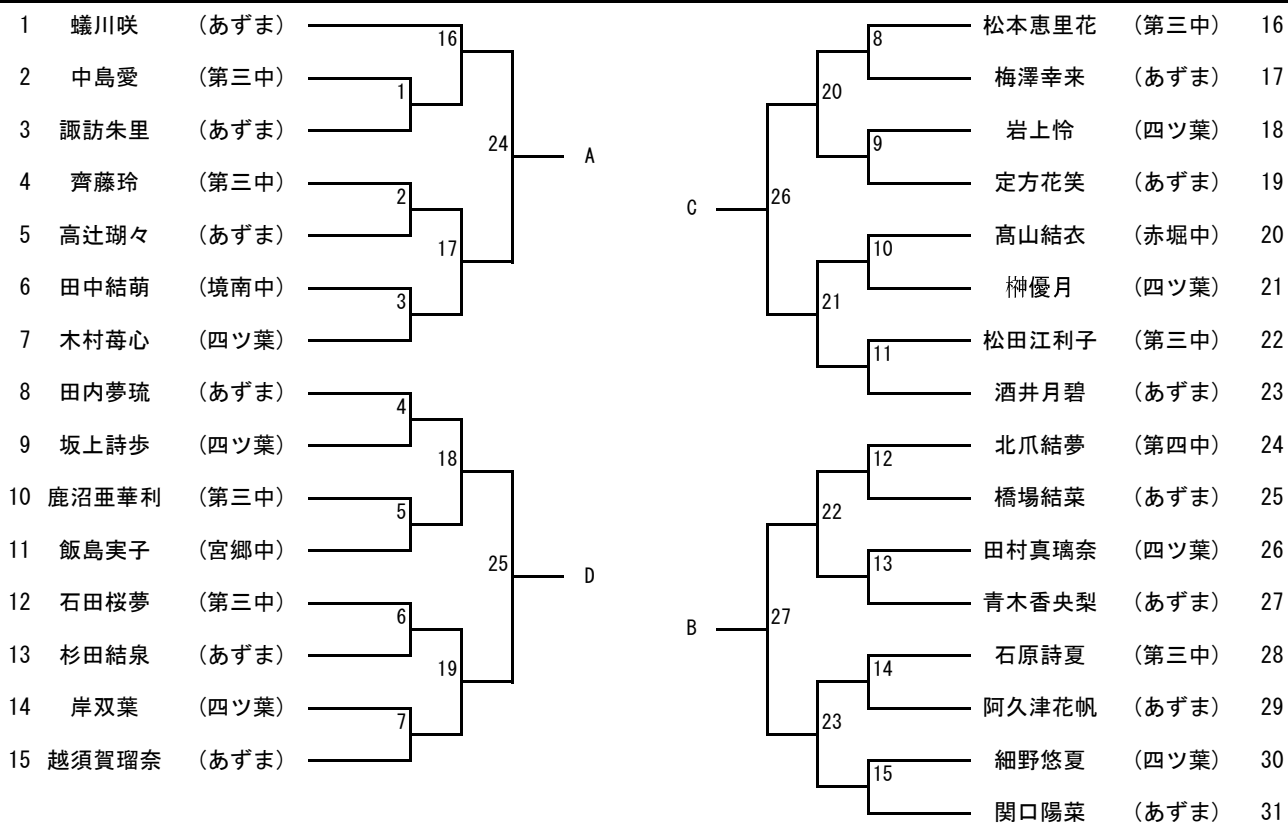 1 蟻川咲 (あずま)
2 中島愛 (第三中)
3 諏訪朱里 (あずま)
4 齊藤玲 (第三中)
5 高辻瑚々 (あずま)
6 田中結萌 (境南中)
7 木村苺心 (四ツ葉)
8 田内夢琉 (あずま)
9 坂上詩歩 (四ツ葉)
10 鹿沼亜華利 (第三中)
11 飯島実子 (宮郷中)
12 石田桜夢 (第三中)
13 杉田結泉 (あずま)
14 岸双葉 (四ツ葉)
15 越須賀瑠奈 (あずま)
16
1
24
A
2
17
3
4
18
5
25
D
6
19
7
8
20
9
C
26
10
21
11
12
22
13
B
27
14
23
15
松本恵里花 (第三中) 16
梅澤幸来 (あずま) 17
岩上怜 (四ツ葉) 18
定方花笑 (あずま) 19
髙山結衣 (赤堀中) 20
榊優月 (四ツ葉) 21
松田江利子 (第三中) 22
酒井月碧 (あずま) 23
北爪結夢 (第四中) 24
橋場結菜 (あずま) 25
田村真璃奈 (四ツ葉) 26
青木香央梨 (あずま) 27
石原詩夏 (第三中) 28
阿久津花帆 (あずま) 29
細野悠夏 (四ツ葉) 30
関口陽菜 (あずま) 31